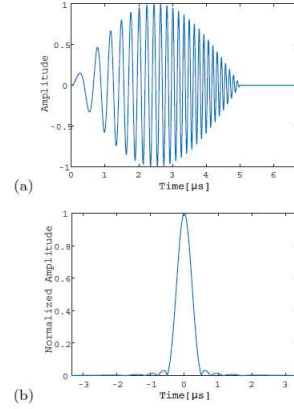 1
0.5
0
-0.5
-1
Amplitude
0 1 2 3 4 5 6
Time[μs]
(a)
1
0.8
0.6
0.4
0.2
0
Normalized Amplitude
-3 -2 -1 0 1 2 3
Time[μs]
(b)